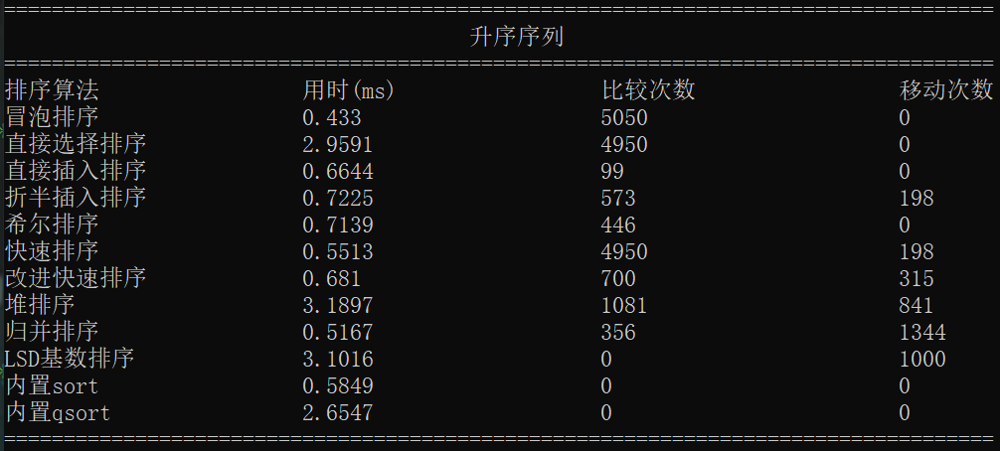 升序序列
排序算法 用时(ms) 比较次数 移动次数
冒泡排序 0.433 5050 0
直接选择排序 2.9591 4950 0
直接插入排序 0.6644 99 0
折半插入排序 0.7225 573 198
希尔排序 0.7139 446 0
快速排序 0.5513 4950 198
改进快速排序 0.681 700 315
堆排序 3.1897 1081 841
归并排序 0.5167 356 1344
LSD基数排序 3.1016 0 1000
内置sort 0.5849 0 0
内置qsort 2.6547 0 0